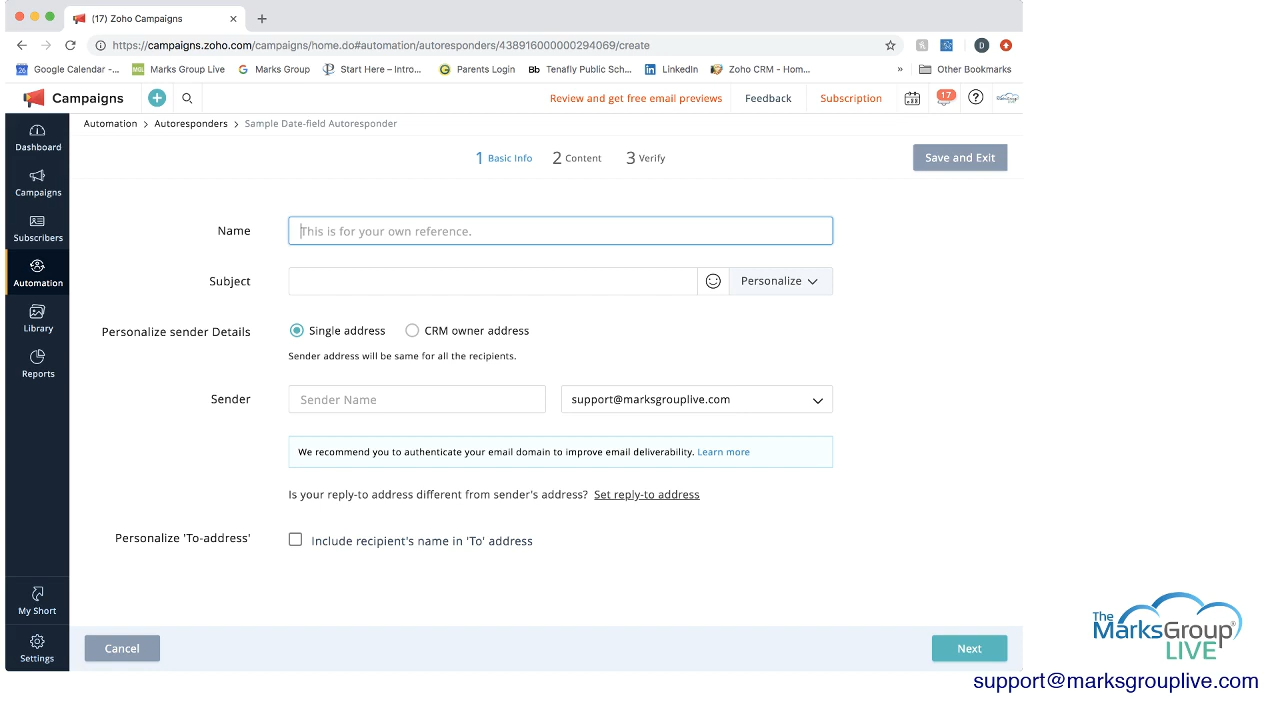 (17) Zoho Campaigns
https://campaigns.zoho.com/campaigns/home.do#automation/autoresponders/438916000000294069/create
D
Google Calendar -...
MGL Marks Group Live
Marks Group
Start Here – Intro...
Parents Login
Bb Tenafly Public Sch...
LinkedIn
Zoho CRM - Hom...
» Other Bookmarks
Campaigns
Review and get free email previews
Feedback
Subscription
17
Automation > Autoresponders > Sample Date-field Autoresponder
1 Basic Info 2 Content 3 Verify
Save and Exit
Dashboard
Campaigns
Subscribers
Automation
Library
Reports
My Short
Settings
Name
This is for your own reference.
Subject
Personalize
Personalize sender Details
Single address
CRM owner address
Sender address will be same for all the recipients.
Sender
Sender Name
support@marksgrouplive.com
We recommend you to authenticate your email domain to improve email deliverability. Learn more
Is your reply-to address different from sender's address? Set reply-to address
Personalize 'To-address'
Include recipient's name in 'To' address
Cancel
Next
The
MarksGroup®
LIVE
support@marksgrouplive.com